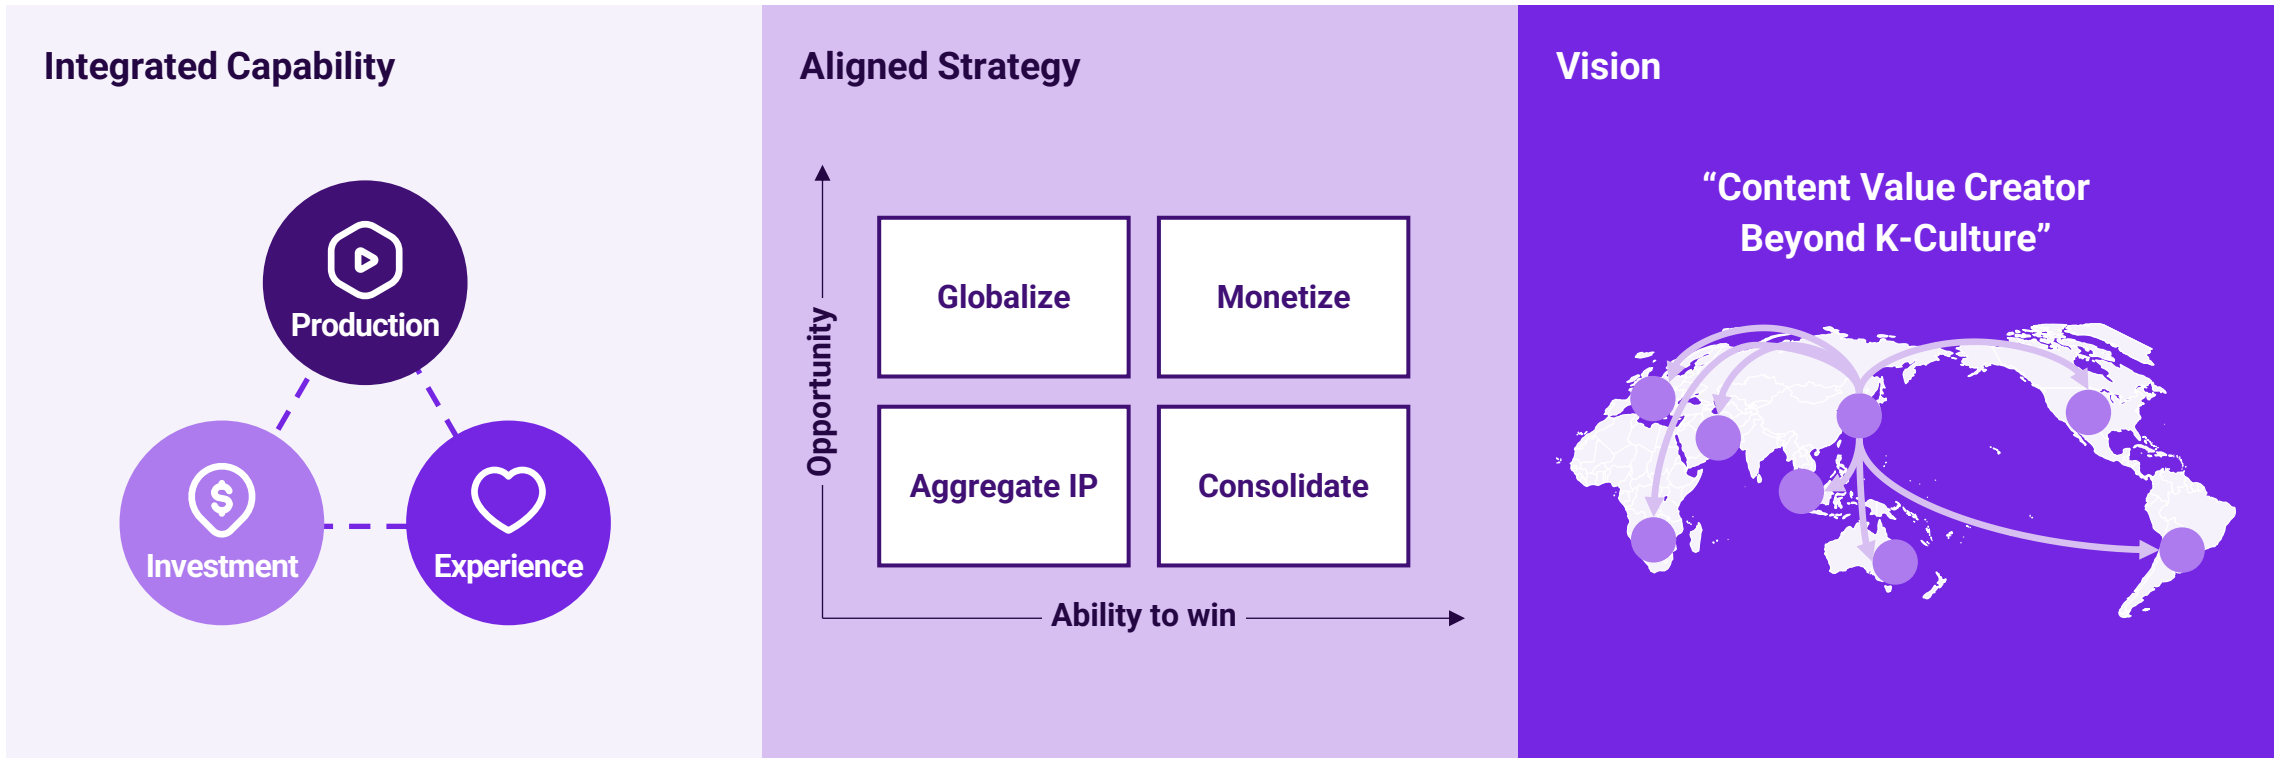 Integrated Capability
Production
Investment
Experience
Aligned Strategy
Opportunity
Globalize
Monetize
Aggregate IP
Consolidate
Ability to win
Vision
“Content Value Creator
Beyond K-Culture”